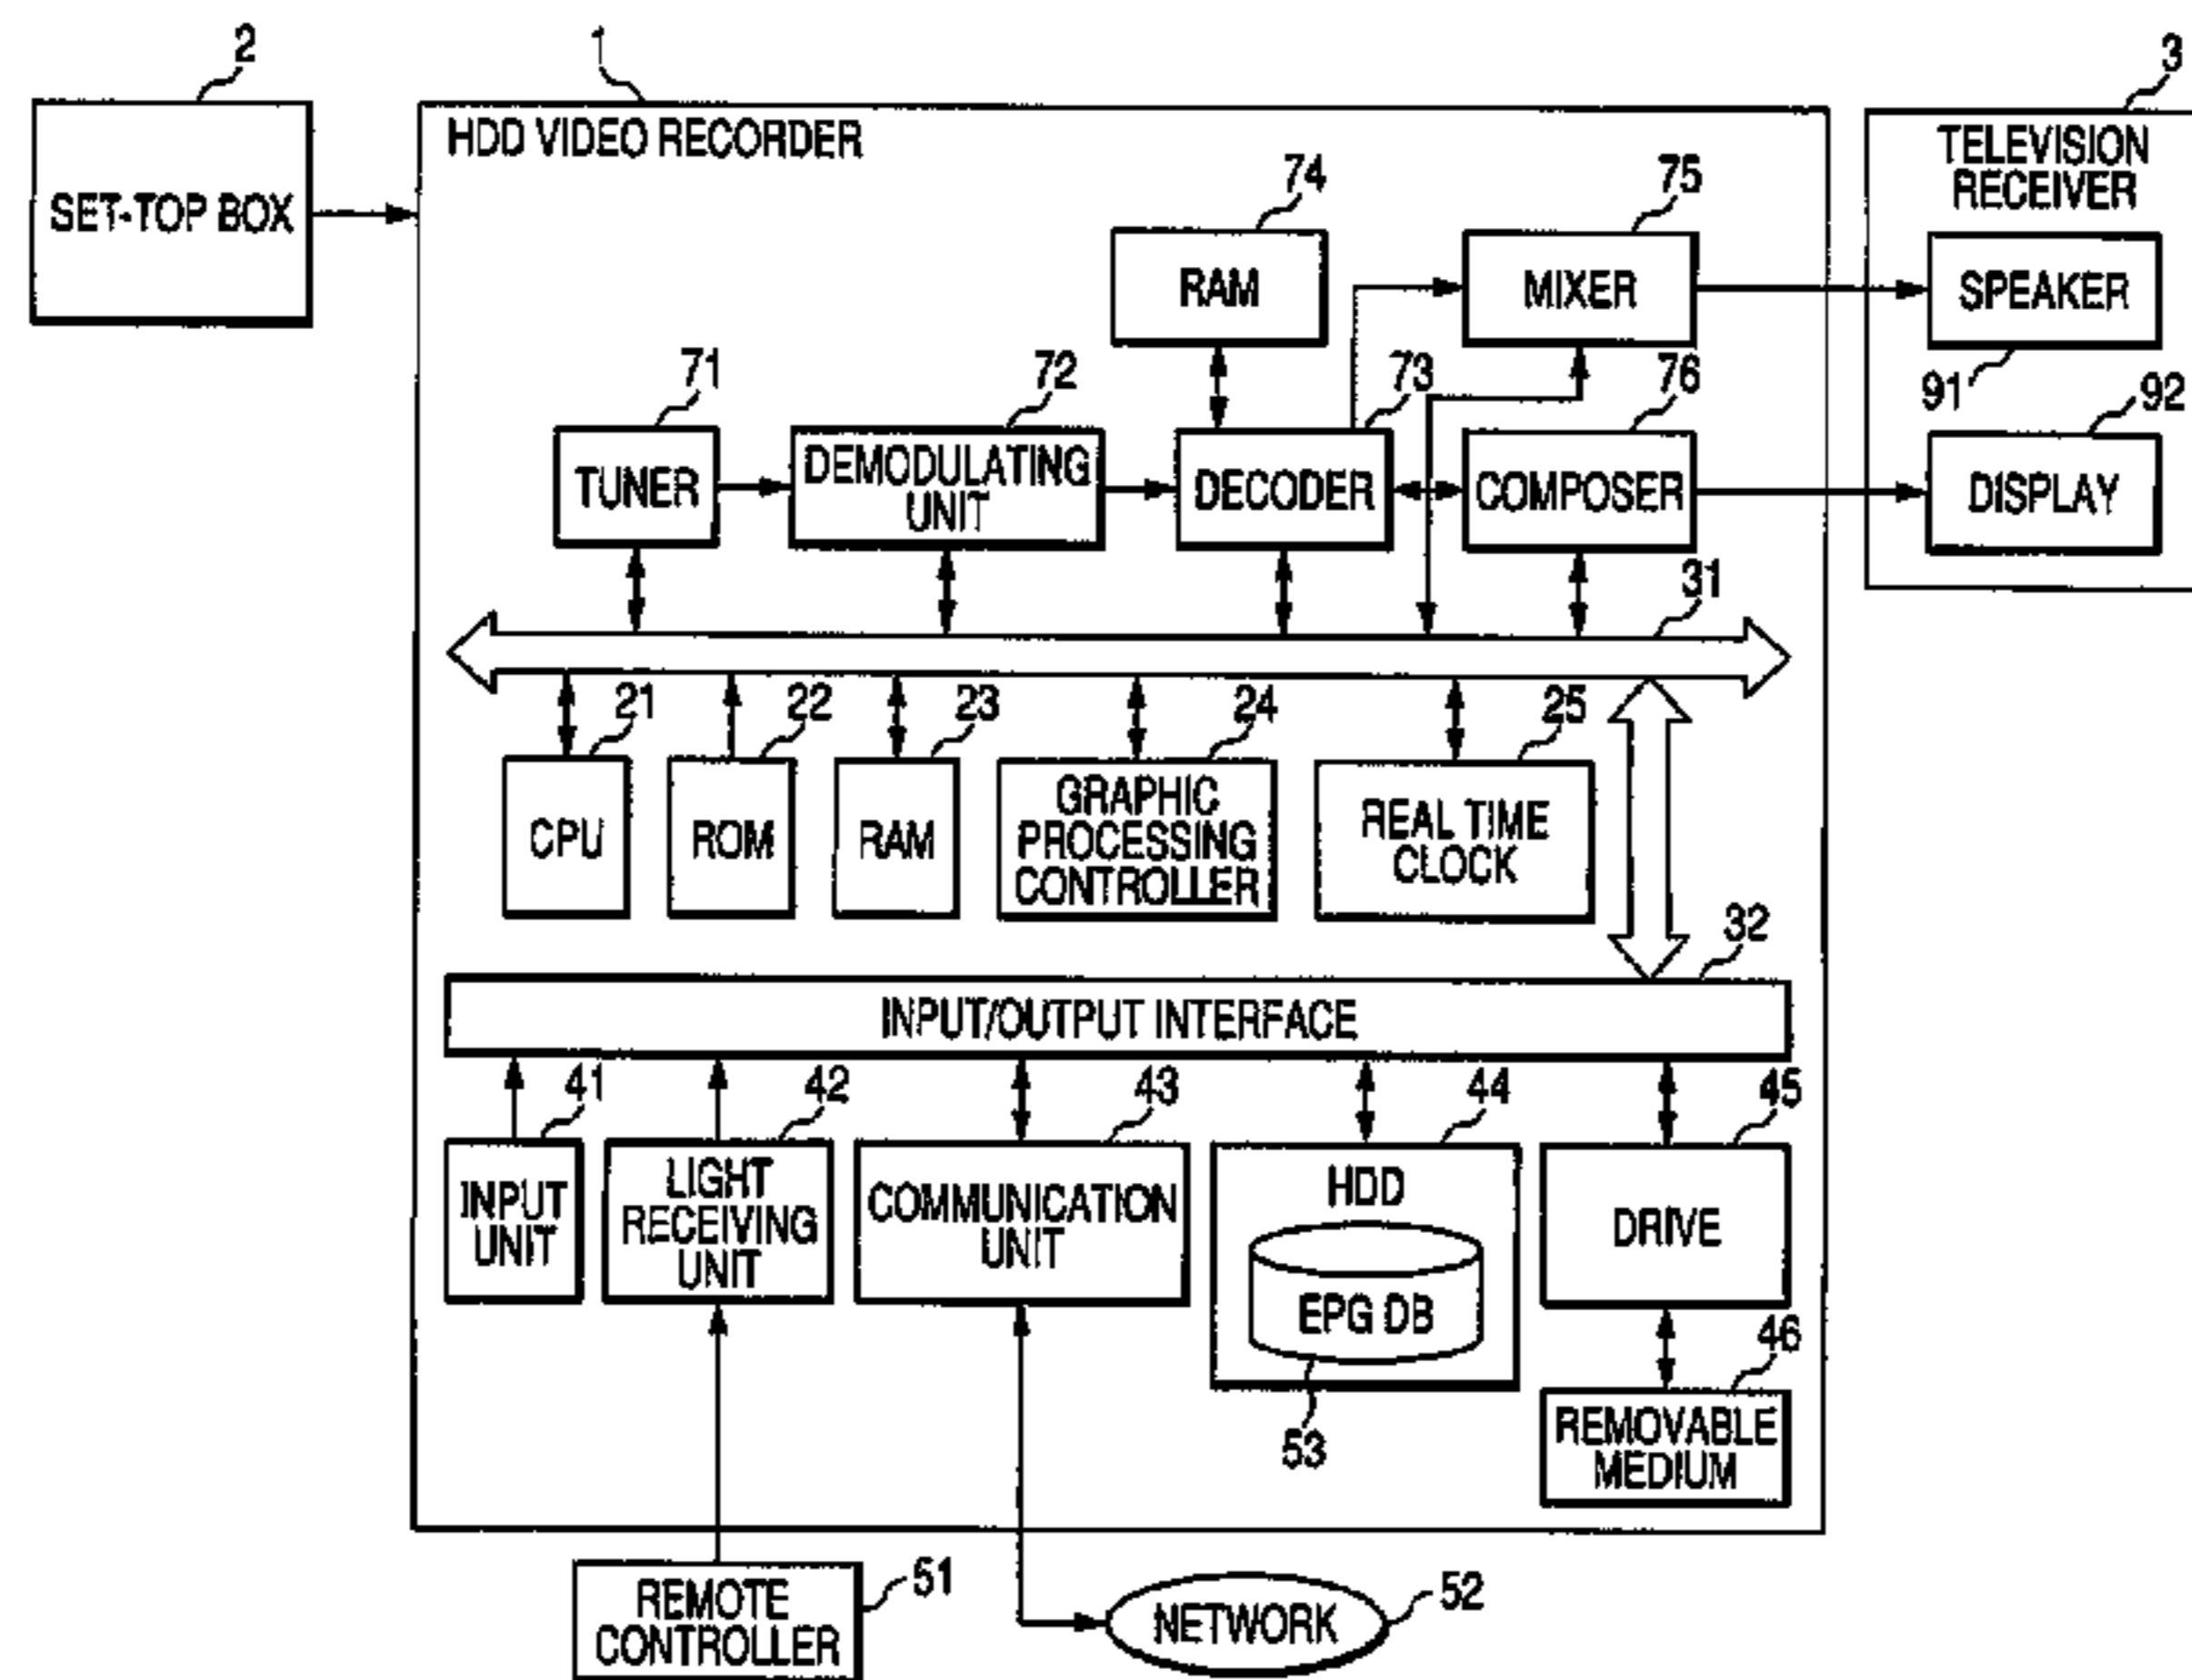 2
1
3
SET-TOP BOX
HDD VIDEO RECORDER
TELEVISION
RECEIVER
74
75
RAM
MIXER
SPEAKER
91
71
72
73
76
92
TUNER
DEMODULATING
UNIT
DECODER
COMPOSER
DISPLAY
31
21
22
23
24
25
CPU
ROM
RAM
GRAPHIC
PROCESSING
CONTROLLER
REAL TIME
CLOCK
32
INPUT/OUTPUT INTERFACE
41
42
43
44
45
INPUT
UNIT
LIGHT
RECEIVING
UNIT
COMMUNICATION
UNIT
HDD
EPG DB
53
DRIVE
46
REMOVABLE
MEDIUM
REMOTE
CONTROLLER
51
NETWORK
52